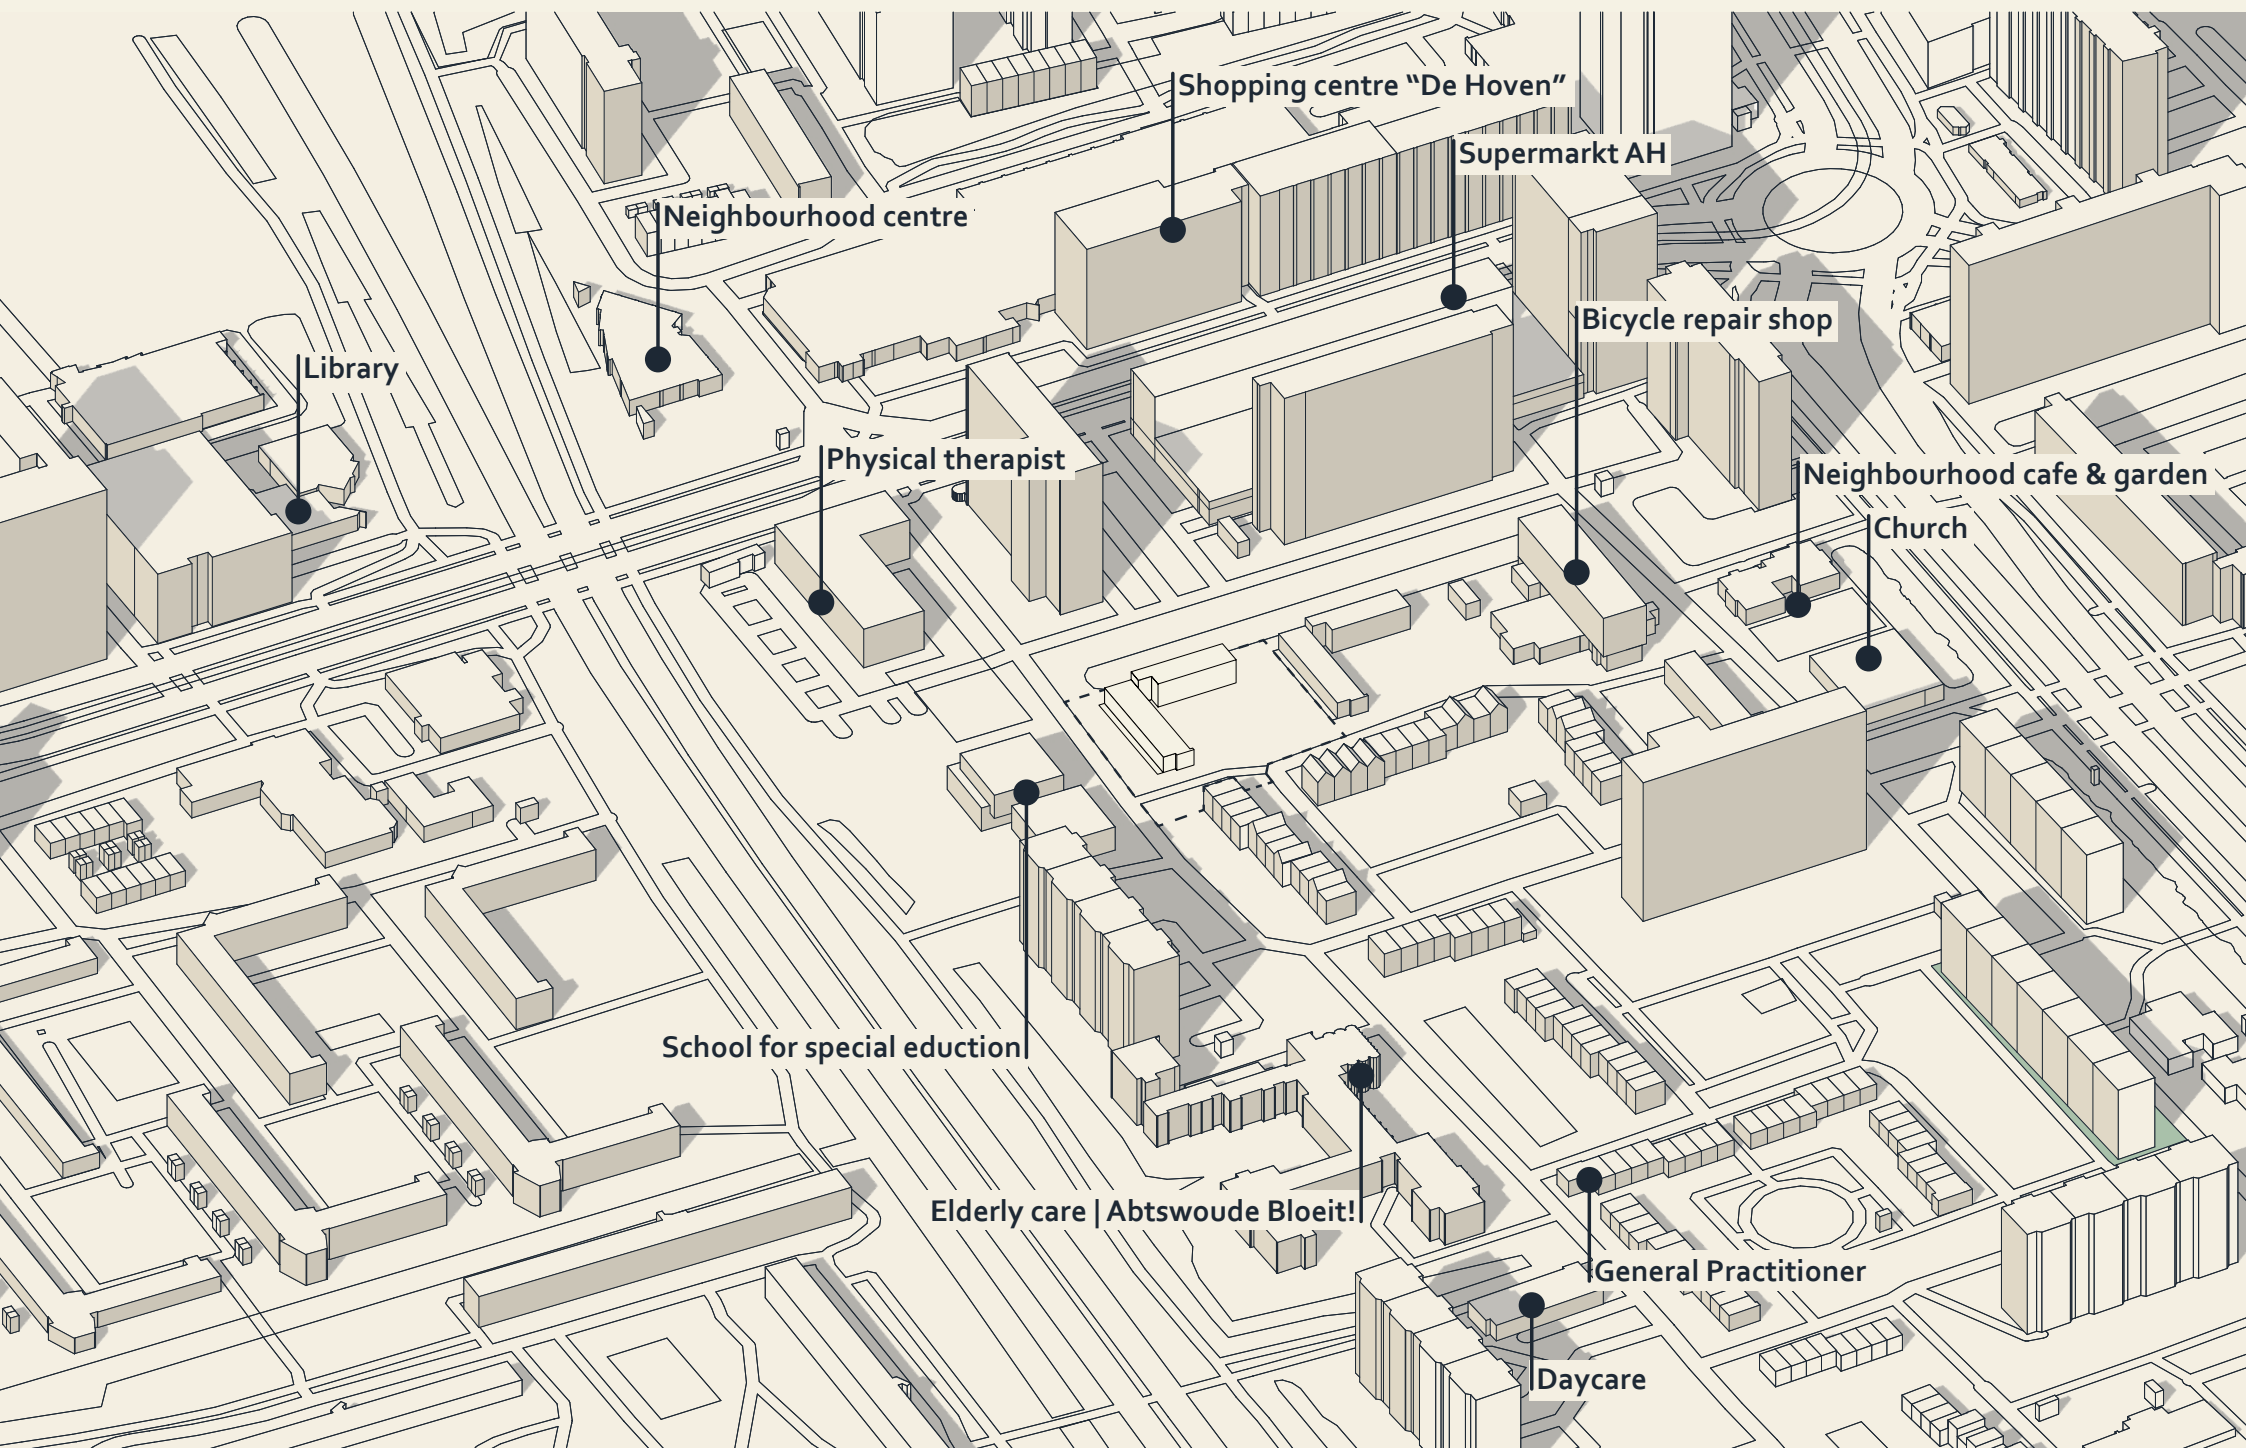 Shopping centre “De Hoven”
Supermarkt AH
Neighbourhood centre
Bicycle repair shop
Library
Physical therapist
Neighbourhood cafe & garden
Church
School for special eduction
Elderly care | Abtswoude Bloeit!
General Practitioner
Daycare